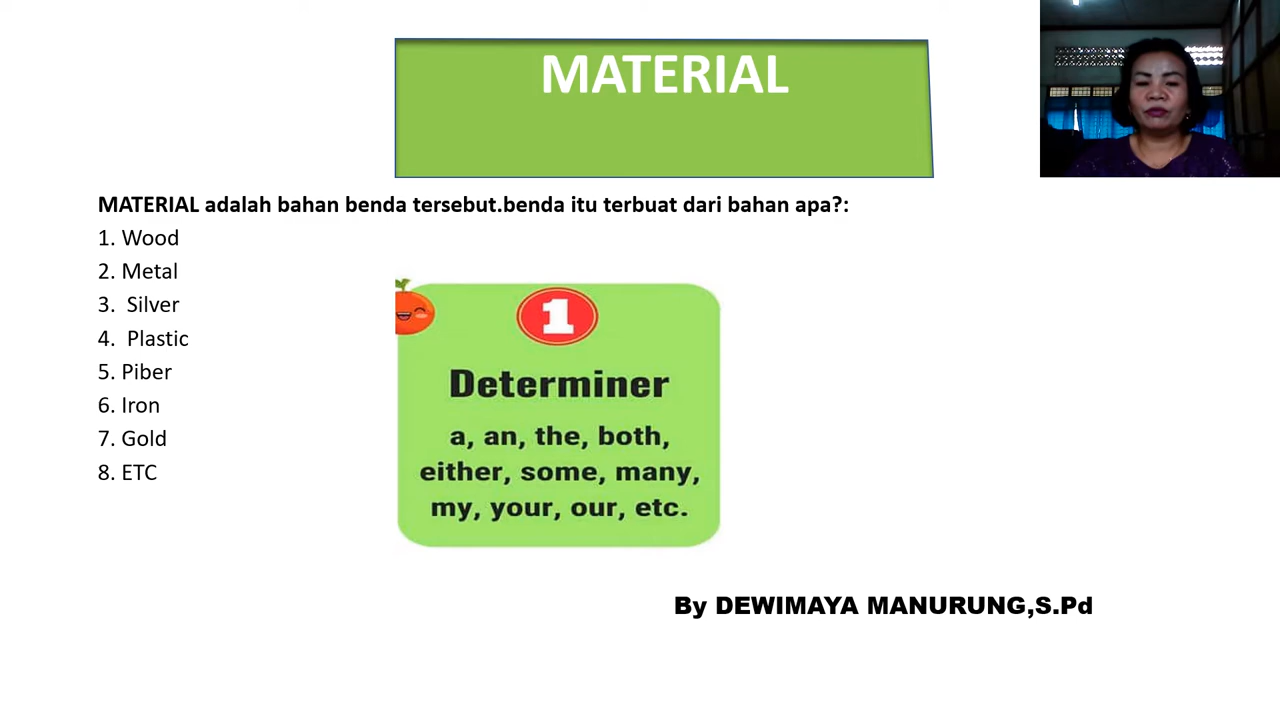 MATERIAL
MATERIAL adalah bahan benda tersebut.benda itu terbuat dari bahan apa?:
1. Wood
2. Metal
3. Silver
4. Plastic
5. Piber
6. Iron
7. Gold
8. ETC
1
Determiner
a, an, the, both,
either, some, many,
my, your, our, etc.
By DEWIMAYA MANURUNG,S.Pd